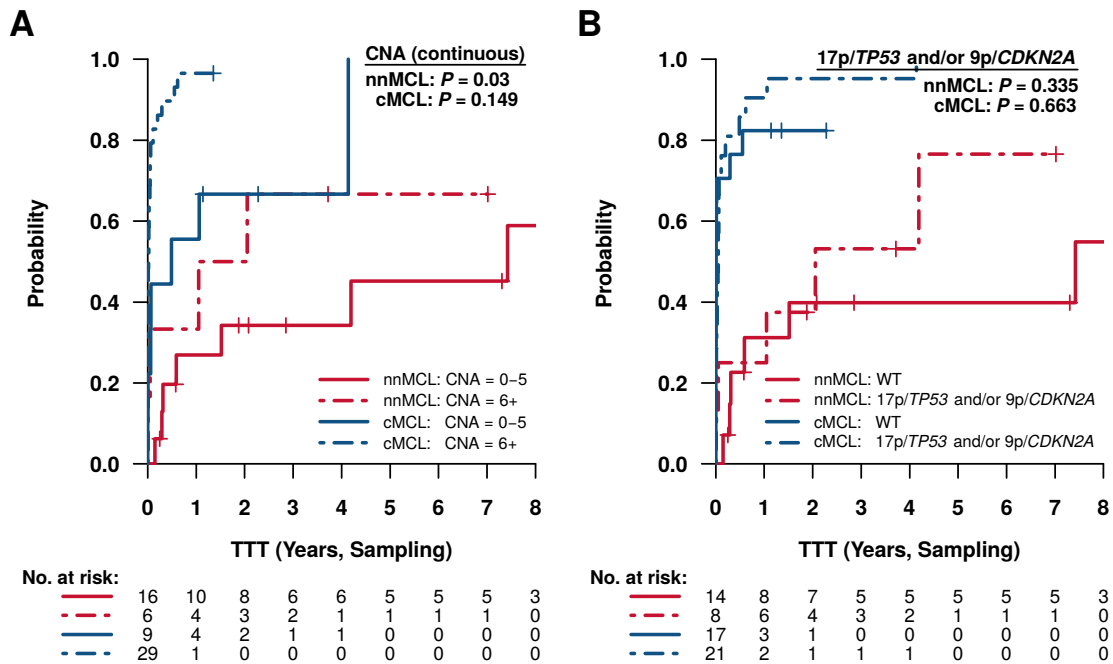 A
CNA (continuous)
nnMCL: P = 0.03
cMCL: P = 0.149
Probability
1.0
0.8
0.6
0.4
0.2
0.0
nnMCL: CNA = 0−5
nnMCL: CNA = 6+
cMCL: CNA = 0−5
cMCL: CNA = 6+
0 1 2 3 4 5 6 7 8
TTT (Years, Sampling)
No. at risk:
16 10 8 6 6 5 5 5 3
6 4 3 2 1 1 1 1 0
9 4 2 1 1 0 0 0 0
29 1 0 0 0 0 0 0 0
B
17p/TP53 and/or 9p/CDKN2A
nnMCL: P = 0.335
cMCL: P = 0.663
Probability
1.0
0.8
0.6
0.4
0.2
0.0
nnMCL: WT
nnMCL: 17p/TP53 and/or 9p/CDKN2A
cMCL: WT
cMCL: 17p/TP53 and/or 9p/CDKN2A
0 1 2 3 4 5 6 7 8
TTT (Years, Sampling)
No. at risk:
14 8 7 5 5 5 5 5 3
8 6 4 3 2 1 1 1 0
17 3 1 0 0 0 0 0 0
21 2 1 1 1 0 0 0 0